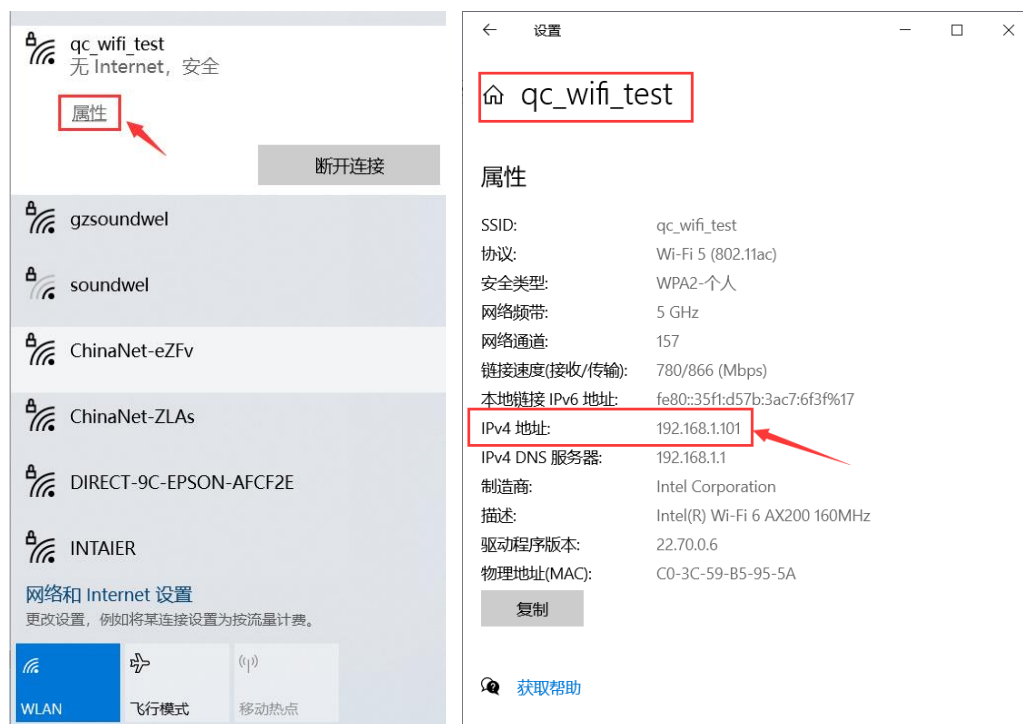 qc_wifi_test
无 Internet，安全
属性
断开连接
gzsoundwel
soundwel
ChinaNet-eZFv
ChinaNet-ZLAs
DIRECT-9C-EPSON-AFCF2E
INTAIER
网络和 Internet 设置
更改设置，例如将某连接设置为按流量计费。
WLAN
飞行模式
移动热点
设置
qc_wifi_test
属性
SSID: qc_wifi_test
协议: Wi-Fi 5 (802.11ac)
安全类型: WPA2-个人
网络频带: 5 GHz
网络通道: 157
链接速度(接收/传输): 780/866 (Mbps)
本地链接 IPv6 地址: fe80::35f1:d57b:3ac7:6f3f%17
IPv4 地址: 192.168.1.101
IPv4 DNS 服务器: 192.168.1.1
制造商: Intel Corporation
描述: Intel(R) Wi-Fi 6 AX200 160MHz
驱动程序版本: 22.70.0.6
物理地址(MAC): C0-3C-59-B5-95-5A
复制
获取帮助